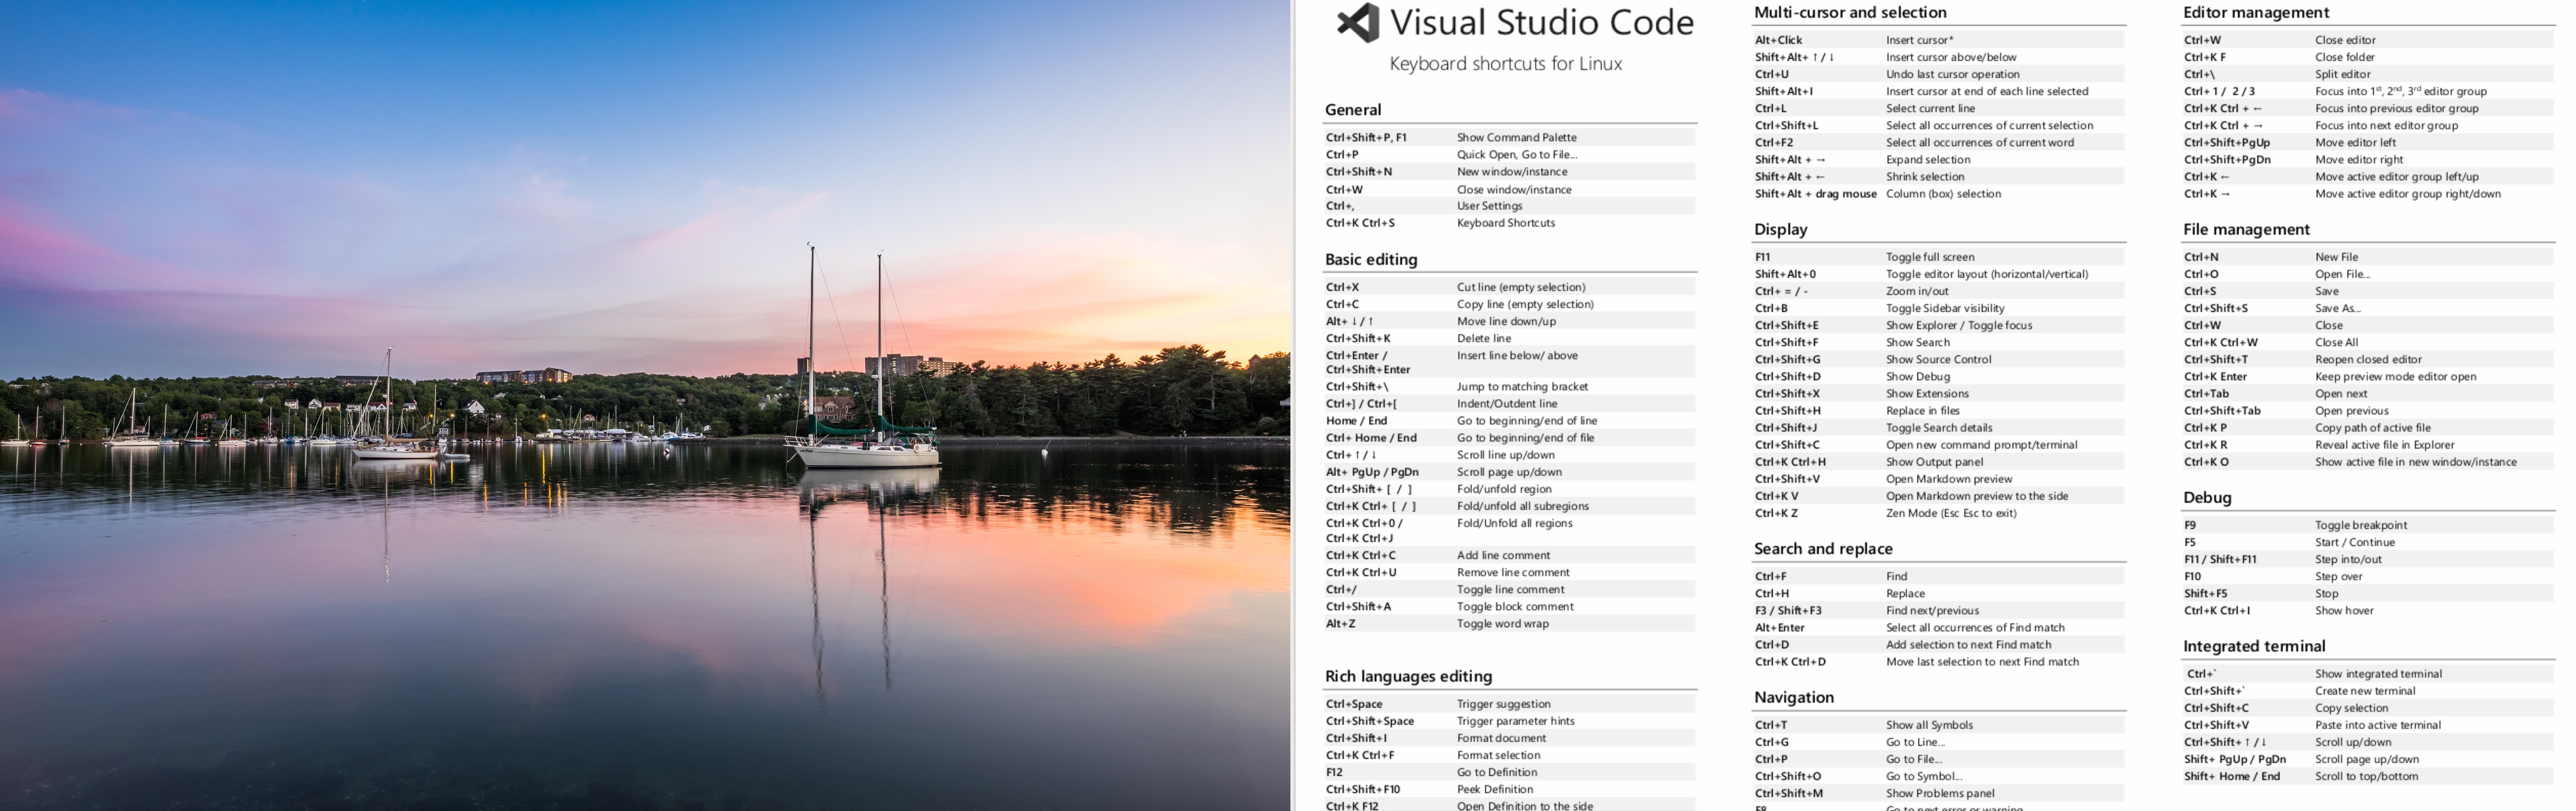 Visual Studio Code
Keyboard shortcuts for Linux
General
Ctrl+Shift+P, F1 Show Command Palette
Ctrl+P Quick Open, Go to File...
Ctrl+Shift+N New window/instance
Ctrl+W Close window/instance
Ctrl+, User Settings
Ctrl+K Ctrl+S Keyboard Shortcuts
Basic editing
Ctrl+X Cut line (empty selection)
Ctrl+C Copy line (empty selection)
Alt+ ↓ / ↑ Move line down/up
Ctrl+Shift+K Delete line
Ctrl+Enter / Insert line below/ above
Ctrl+Shift+Enter
Ctrl+Shift+\ Jump to matching bracket
Ctrl+] / Ctrl+[ Indent/Outdent line
Home / End Go to beginning/end of line
Ctrl+ Home / End Go to beginning/end of file
Ctrl+ ↑ / ↓ Scroll line up/down
Alt+ PgUp / PgDn Scroll page up/down
Ctrl+Shift+ [ / ] Fold/unfold region
Ctrl+K Ctrl+ [ / ] Fold/unfold all subregions
Ctrl+K Ctrl+0 / Fold/Unfold all regions
Ctrl+K Ctrl+J
Ctrl+K Ctrl+C Add line comment
Ctrl+K Ctrl+U Remove line comment
Ctrl+/ Toggle line comment
Ctrl+Shift+A Toggle block comment
Alt+Z Toggle word wrap
Rich languages editing
Ctrl+Space Trigger suggestion
Ctrl+Shift+Space Trigger parameter hints
Ctrl+Shift+I Format document
Ctrl+K Ctrl+F Format selection
F12 Go to Definition
Ctrl+Shift+F10 Peek Definition
Ctrl+K F12 Open Definition to the side
Multi-cursor and selection
Alt+Click Insert cursor*
Shift+Alt+ ↑ / ↓ Insert cursor above/below
Ctrl+U Undo last cursor operation
Shift+Alt+I Insert cursor at end of each line selected
Ctrl+L Select current line
Ctrl+Shift+L Select all occurrences of current selection
Ctrl+F2 Select all occurrences of current word
Shift+Alt + → Expand selection
Shift+Alt + ← Shrink selection
Shift+Alt + drag mouse Column (box) selection
Display
F11 Toggle full screen
Shift+Alt+0 Toggle editor layout (horizontal/vertical)
Ctrl+ = / - Zoom in/out
Ctrl+B Toggle Sidebar visibility
Ctrl+Shift+E Show Explorer / Toggle focus
Ctrl+Shift+F Show Search
Ctrl+Shift+G Show Source Control
Ctrl+Shift+D Show Debug
Ctrl+Shift+X Show Extensions
Ctrl+Shift+H Replace in files
Ctrl+Shift+J Toggle Search details
Ctrl+Shift+C Open new command prompt/terminal
Ctrl+K Ctrl+H Show Output panel
Ctrl+Shift+V Open Markdown preview
Ctrl+K V Open Markdown preview to the side
Ctrl+K Z Zen Mode (Esc Esc to exit)
Search and replace
Ctrl+F Find
Ctrl+H Replace
F3 / Shift+F3 Find next/previous
Alt+Enter Select all occurrences of Find match
Ctrl+D Add selection to next Find match
Ctrl+K Ctrl+D Move last selection to next Find match
Navigation
Ctrl+T Show all Symbols
Ctrl+G Go to Line...
Ctrl+P Go to File...
Ctrl+Shift+O Go to Symbol...
Ctrl+Shift+M Show Problems panel
F8 Go to next error or warning
Editor management
Ctrl+W Close editor
Ctrl+K F Close folder
Ctrl+\ Split editor
Ctrl+ 1 / 2 / 3 Focus into 1st, 2nd, 3rd editor group
Ctrl+K Ctrl + ← Focus into previous editor group
Ctrl+K Ctrl + → Focus into next editor group
Ctrl+Shift+PgUp Move editor left
Ctrl+Shift+PgDn Move editor right
Ctrl+K ← Move active editor group left/up
Ctrl+K → Move active editor group right/down
File management
Ctrl+N New File
Ctrl+O Open File...
Ctrl+S Save
Ctrl+Shift+S Save As...
Ctrl+W Close
Ctrl+K Ctrl+W Close All
Ctrl+Shift+T Reopen closed editor
Ctrl+K Enter Keep preview mode editor open
Ctrl+Tab Open next
Ctrl+Shift+Tab Open previous
Ctrl+K P Copy path of active file
Ctrl+K R Reveal active file in Explorer
Ctrl+K O Show active file in new window/instance
Debug
F9 Toggle breakpoint
F5 Start / Continue
F11 / Shift+F11 Step into/out
F10 Step over
Shift+F5 Stop
Ctrl+K Ctrl+I Show hover
Integrated terminal
Ctrl+` Show integrated terminal
Ctrl+Shift+` Create new terminal
Ctrl+Shift+C Copy selection
Ctrl+Shift+V Paste into active terminal
Ctrl+Shift+ ↑ / ↓ Scroll up/down
Shift+ PgUp / PgDn Scroll page up/down
Shift+ Home / End Scroll to top/bottom